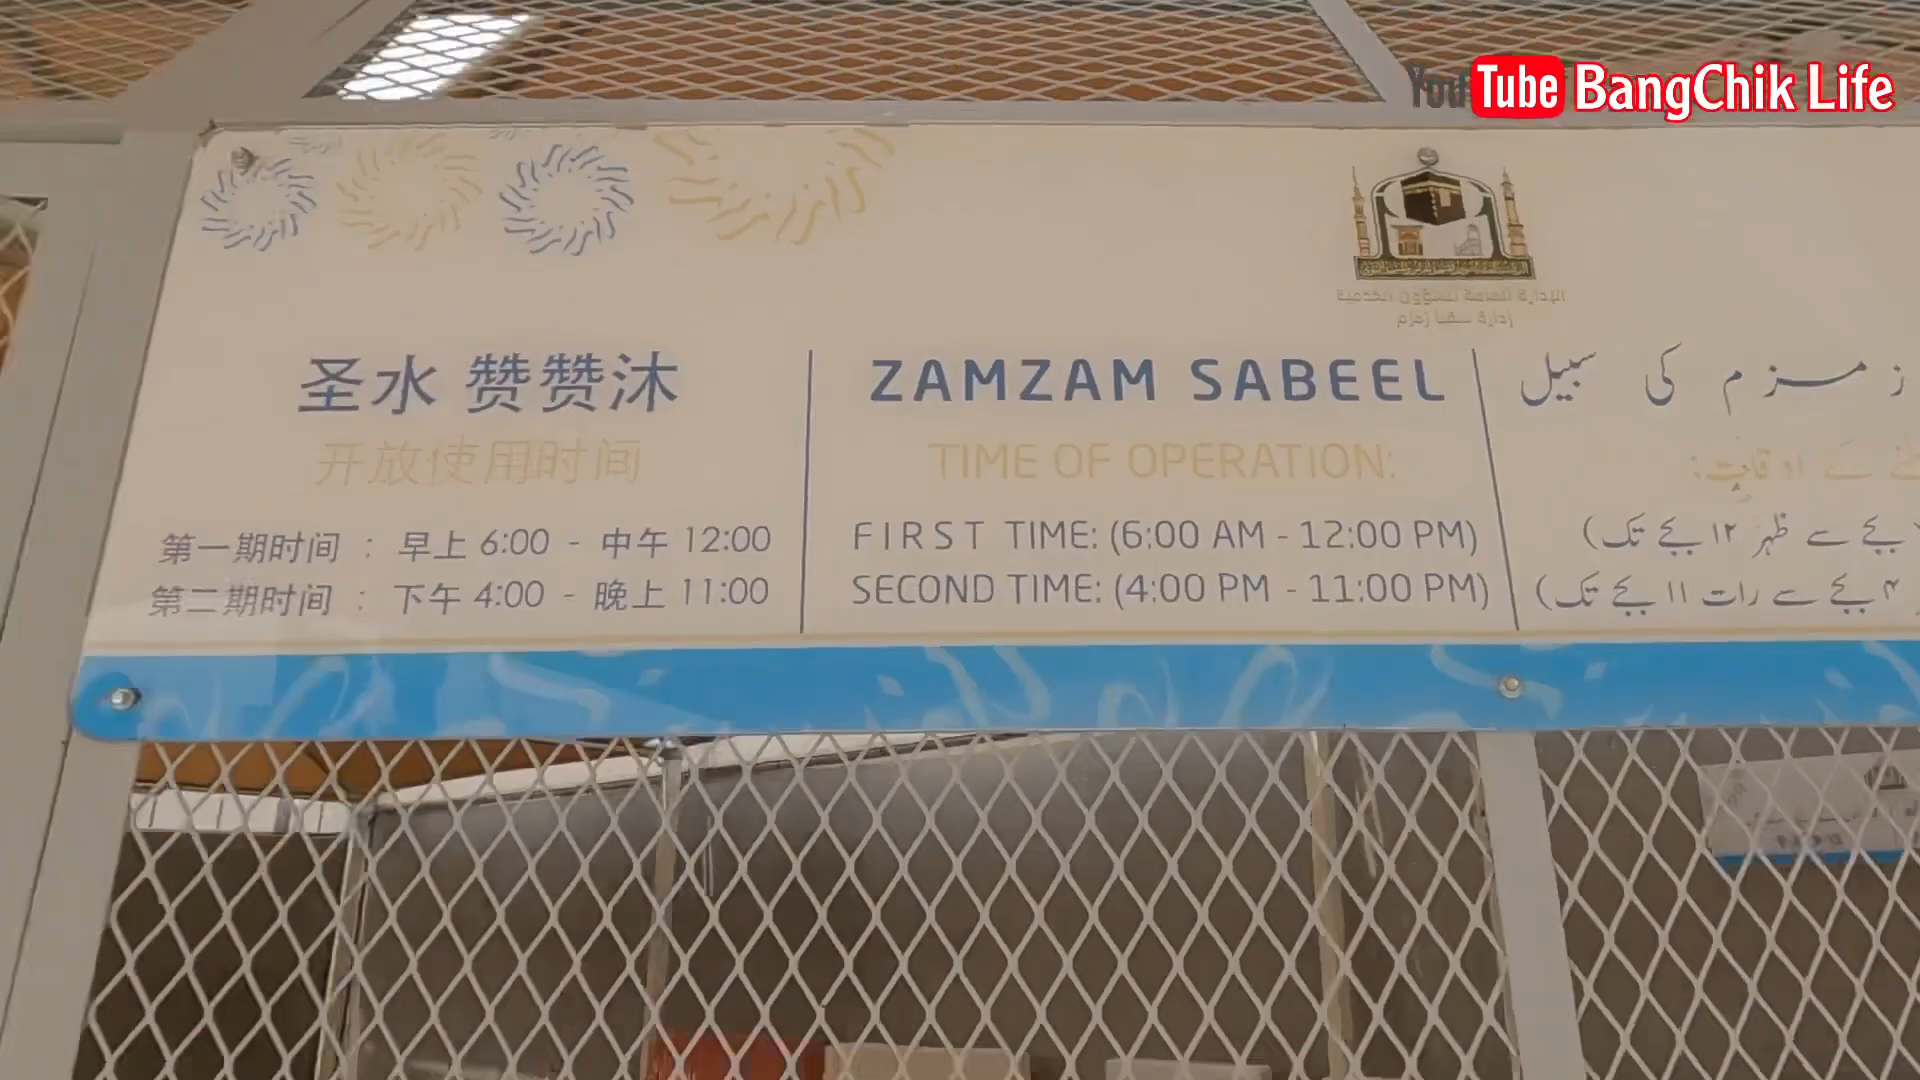 YouTube BangChik Life
الإدارة العامة للشؤون الخدمية
إدارة سقيا زمزم
圣水 赞赞沐
开放使用时间
第一期时间 : 早上 6:00 - 中午 12:00
第二期时间 : 下午 4:00 - 晚上 11:00
ZAMZAM SABEEL
TIME OF OPERATION:
FIRST TIME: (6:00 AM - 12:00 PM)
SECOND TIME: (4:00 PM - 11:00 PM)
زمزم کی سبیل
کے اوقات:
بجے سے ظہر ١٢ بجے تک)
۴ بجے سے رات ١١ بجے تک)